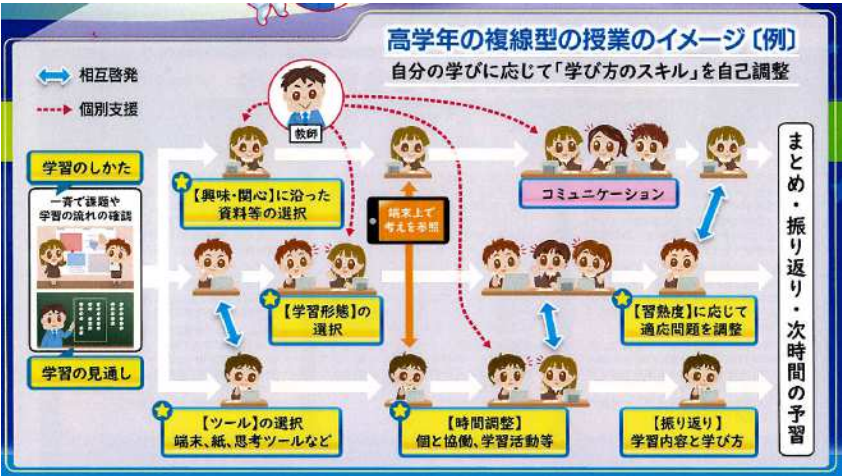 高学年の複線型の授業のイメージ〔例〕
自分の学びに応じて「学び方のスキル」を自己調整
相互啓発
個別支援
教師
学習のしかた
一斉で課題や
学習の流れの確認
学習の見通し
【興味・関心】に沿った
資料等の選択
端末上で
考えを参照
コミュニケーション
【学習形態】の
選択
【習熟度】に応じて
適応問題を調整
【ツール】の選択
端末、紙、思考ツールなど
【時間調整】
個と協働、学習活動等
【振り返り】
学習内容と学び方
まとめ・振り返り・次時間の予習